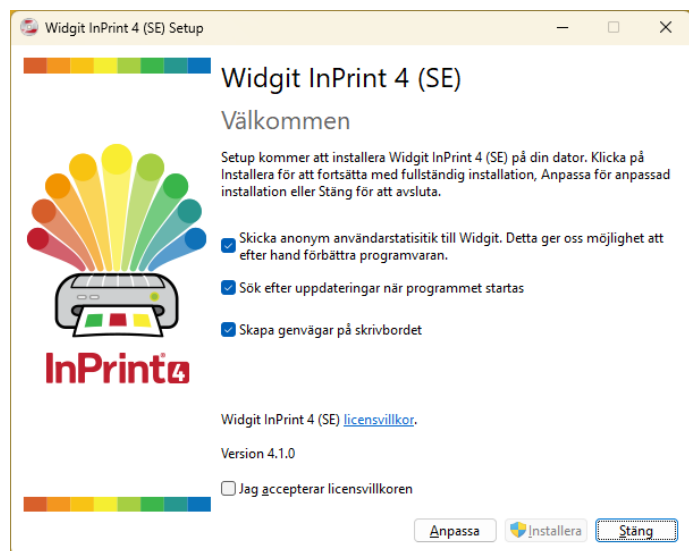 Widgit InPrint 4 (SE) Setup
Widgit InPrint 4 (SE)
Välkommen
Setup kommer att installera Widgit InPrint 4 (SE) på din dator. Klicka på
Installera för att fortsätta med fullständig installation, Anpassa för anpassad
installation eller Stäng för att avsluta.
Skicka anonym användarstatisitik till Widgit. Detta ger oss möjlighet att
efter hand förbättra programvaran.
Sök efter uppdateringar när programmet startas
Skapa genvägar på skrivbordet
InPrint 4
Widgit InPrint 4 (SE) licensvillkor.
Version 4.1.0
Jag accepterar licensvillkoren
Anpassa Installera Stäng